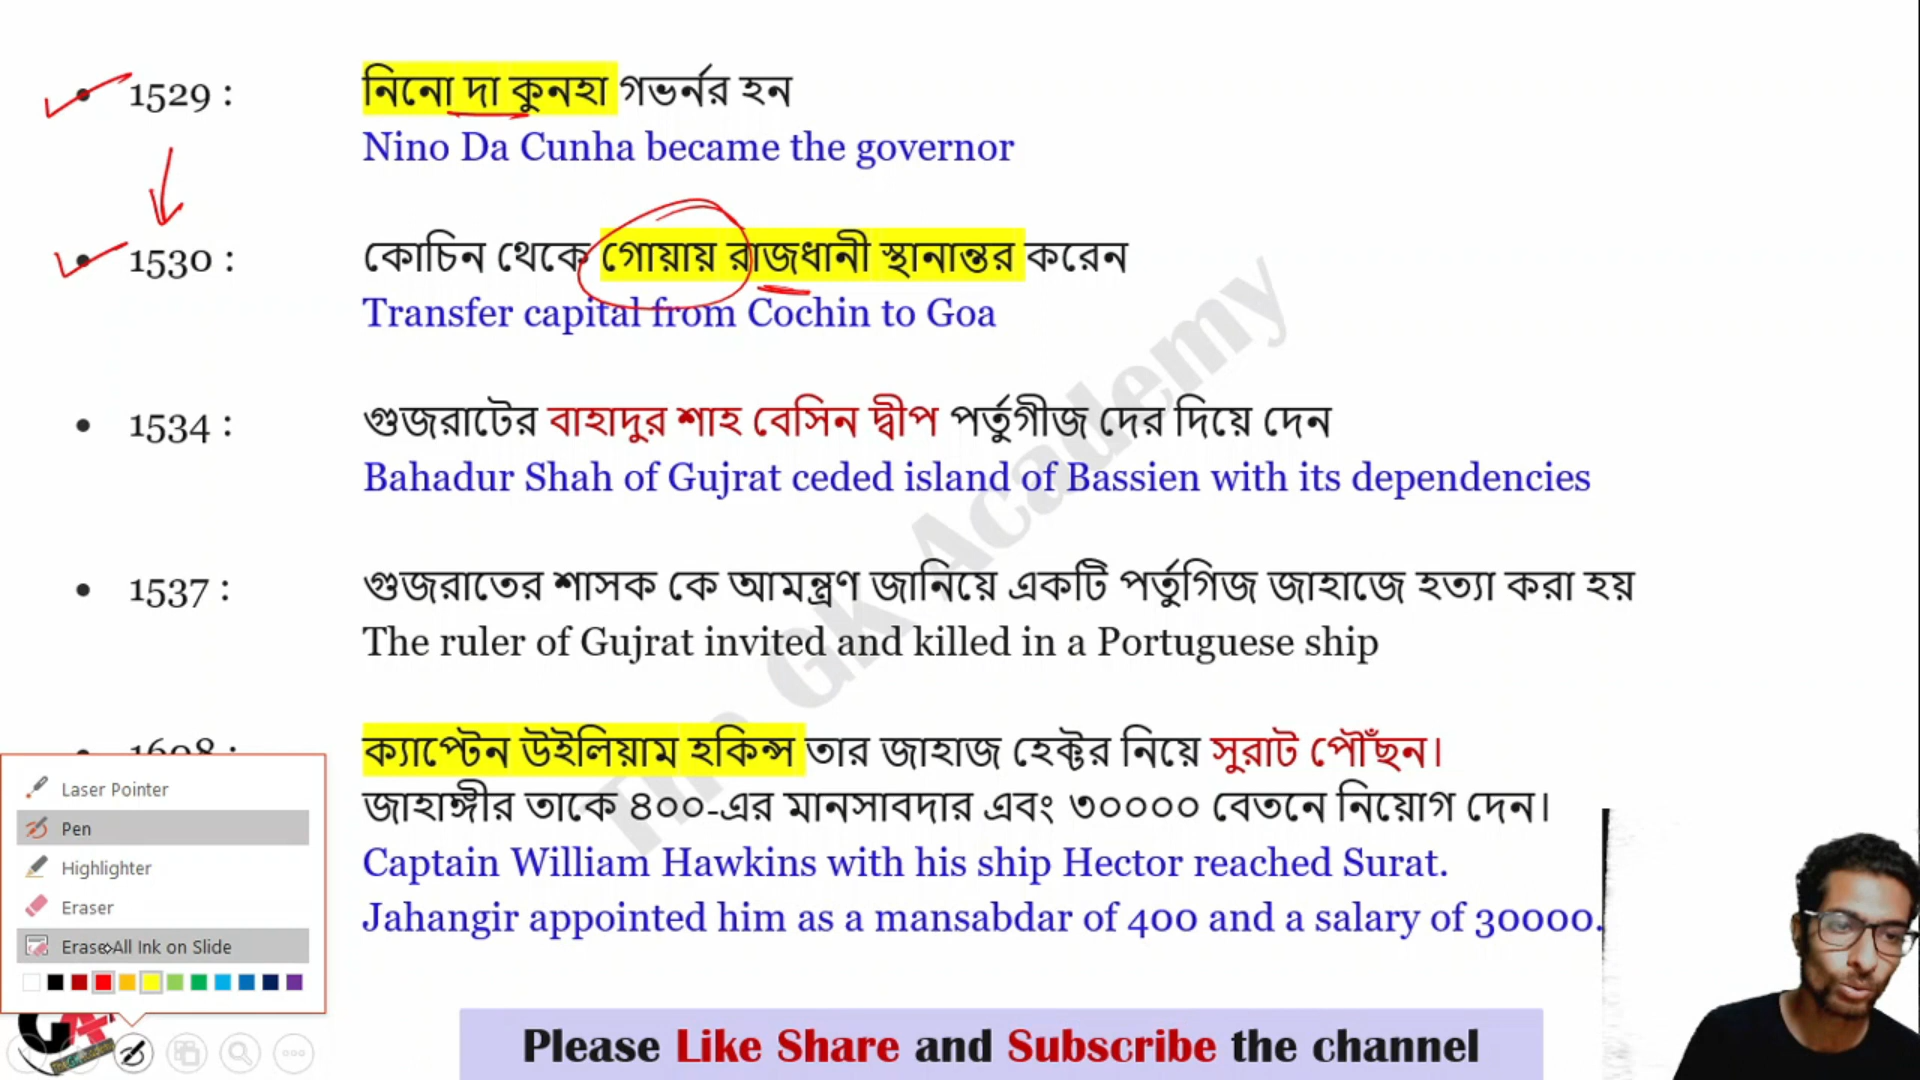 1529 :
নিনো দা কুনহা গভর্নর হন
Nino Da Cunha became the governor
1530 :
কোচিন থেকে গোয়ায় রাজধানী স্থানান্তর করেন
Transfer capital from Cochin to Goa
1534 :
গুজরাটের বাহাদুর শাহ বেসিন দ্বীপ পর্তুগীজ দের দিয়ে দেন
Bahadur Shah of Gujrat ceded island of Bassien with its dependencies
1537 :
গুজরাতের শাসক কে আমন্ত্রণ জানিয়ে একটি পর্তুগিজ জাহাজে হত্যা করা হয়
The ruler of Gujrat invited and killed in a Portuguese ship
1608 :
ক্যাপ্টেন উইলিয়াম হকিন্স তার জাহাজ হেক্টর নিয়ে সুরাট পৌঁছন।
জাহাঙ্গীর তাকে ৪০০-এর মানসাবদার এবং ৩০০০০ বেতনে নিয়োগ দেন।
Captain William Hawkins with his ship Hector reached Surat.
Jahangir appointed him as a mansabdar of 400 and a salary of 30000.
The GK Academy
Laser Pointer
Pen
Highlighter
Eraser
Erase All Ink on Slide
Please Like Share and Subscribe the channel